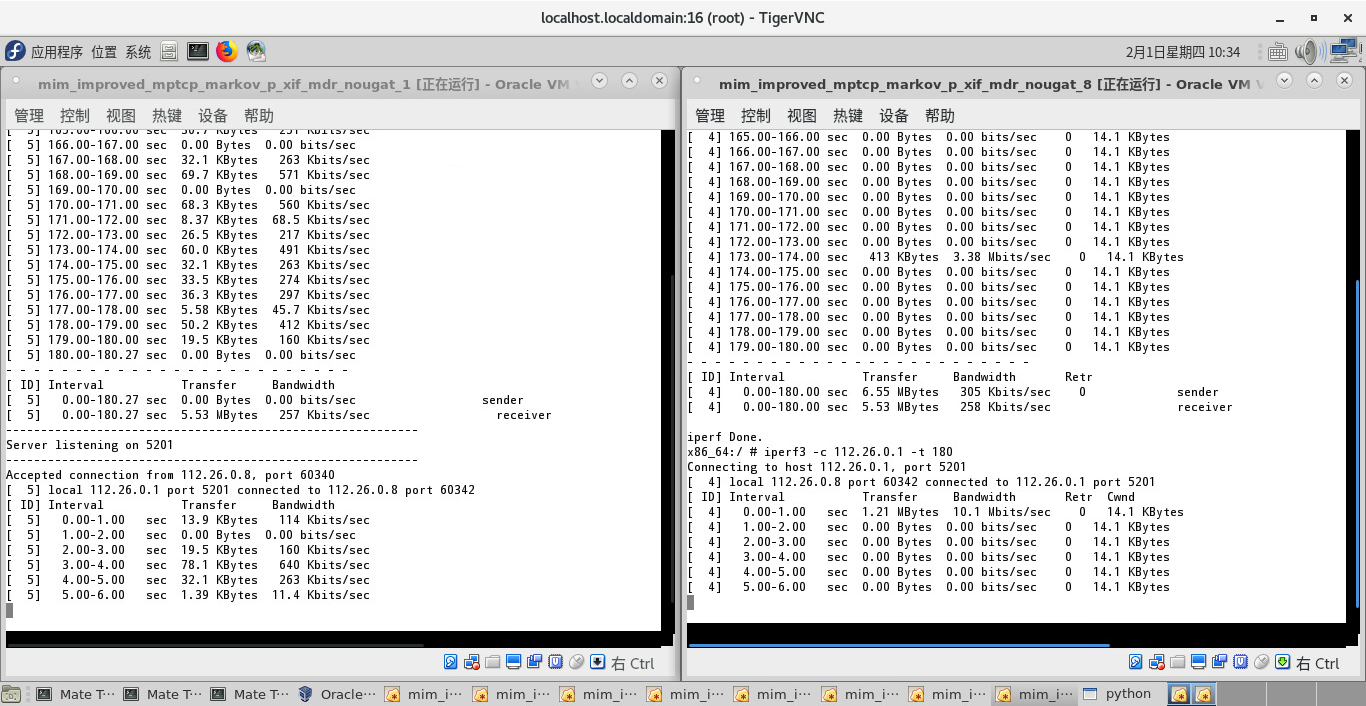 localhost.localdomain:16 (root) - TigerVNC
应用程序 位置 系统
2月1日星期四 10:34
mim_improved_mptcp_markov_p_xif_mdr_nougat_1 [正在运行] - Oracle VM
管理 控制 视图 热键 设备 帮助
[ 5] 165.00-166.00 sec 30.7 KBytes 251 Kbits/sec
[ 5] 166.00-167.00 sec 0.00 Bytes 0.00 bits/sec
[ 5] 167.00-168.00 sec 32.1 KBytes 263 Kbits/sec
[ 5] 168.00-169.00 sec 69.7 KBytes 571 Kbits/sec
[ 5] 169.00-170.00 sec 0.00 Bytes 0.00 bits/sec
[ 5] 170.00-171.00 sec 68.3 KBytes 560 Kbits/sec
[ 5] 171.00-172.00 sec 8.37 KBytes 68.5 Kbits/sec
[ 5] 172.00-173.00 sec 26.5 KBytes 217 Kbits/sec
[ 5] 173.00-174.00 sec 60.0 KBytes 491 Kbits/sec
[ 5] 174.00-175.00 sec 32.1 KBytes 263 Kbits/sec
[ 5] 175.00-176.00 sec 33.5 KBytes 274 Kbits/sec
[ 5] 176.00-177.00 sec 36.3 KBytes 297 Kbits/sec
[ 5] 177.00-178.00 sec 5.58 KBytes 45.7 Kbits/sec
[ 5] 178.00-179.00 sec 50.2 KBytes 412 Kbits/sec
[ 5] 179.00-180.00 sec 19.5 KBytes 160 Kbits/sec
[ 5] 180.00-180.27 sec 0.00 Bytes 0.00 bits/sec
- - - - - - - - - - - - - - - - - - - - - - - - -
[ ID] Interval Transfer Bandwidth
[ 5] 0.00-180.27 sec 0.00 Bytes 0.00 bits/sec sender
[ 5] 0.00-180.27 sec 5.53 MBytes 257 Kbits/sec receiver
-----------------------------------------------------------
Server listening on 5201
-----------------------------------------------------------
Accepted connection from 112.26.0.8, port 60340
[ 5] local 112.26.0.1 port 5201 connected to 112.26.0.8 port 60342
[ ID] Interval Transfer Bandwidth
[ 5] 0.00-1.00 sec 13.9 KBytes 114 Kbits/sec
[ 5] 1.00-2.00 sec 0.00 Bytes 0.00 bits/sec
[ 5] 2.00-3.00 sec 19.5 KBytes 160 Kbits/sec
[ 5] 3.00-4.00 sec 78.1 KBytes 640 Kbits/sec
[ 5] 4.00-5.00 sec 32.1 KBytes 263 Kbits/sec
[ 5] 5.00-6.00 sec 1.39 KBytes 11.4 Kbits/sec
右 Ctrl
mim_improved_mptcp_markov_p_xif_mdr_nougat_8 [正在运行] - Oracle VM
管理 控制 视图 热键 设备 帮助
[ 4] 165.00-166.00 sec 0.00 Bytes 0.00 bits/sec 0 14.1 KBytes
[ 4] 166.00-167.00 sec 0.00 Bytes 0.00 bits/sec 0 14.1 KBytes
[ 4] 167.00-168.00 sec 0.00 Bytes 0.00 bits/sec 0 14.1 KBytes
[ 4] 168.00-169.00 sec 0.00 Bytes 0.00 bits/sec 0 14.1 KBytes
[ 4] 169.00-170.00 sec 0.00 Bytes 0.00 bits/sec 0 14.1 KBytes
[ 4] 170.00-171.00 sec 0.00 Bytes 0.00 bits/sec 0 14.1 KBytes
[ 4] 171.00-172.00 sec 0.00 Bytes 0.00 bits/sec 0 14.1 KBytes
[ 4] 172.00-173.00 sec 0.00 Bytes 0.00 bits/sec 0 14.1 KBytes
[ 4] 173.00-174.00 sec 413 KBytes 3.38 Mbits/sec 0 14.1 KBytes
[ 4] 174.00-175.00 sec 0.00 Bytes 0.00 bits/sec 0 14.1 KBytes
[ 4] 175.00-176.00 sec 0.00 Bytes 0.00 bits/sec 0 14.1 KBytes
[ 4] 176.00-177.00 sec 0.00 Bytes 0.00 bits/sec 0 14.1 KBytes
[ 4] 177.00-178.00 sec 0.00 Bytes 0.00 bits/sec 0 14.1 KBytes
[ 4] 178.00-179.00 sec 0.00 Bytes 0.00 bits/sec 0 14.1 KBytes
[ 4] 179.00-180.00 sec 0.00 Bytes 0.00 bits/sec 0 14.1 KBytes
- - - - - - - - - - - - - - - - - - - - - - - - -
[ ID] Interval Transfer Bandwidth Retr
[ 4] 0.00-180.00 sec 6.55 MBytes 305 Kbits/sec 0 sender
[ 4] 0.00-180.00 sec 5.53 MBytes 258 Kbits/sec receiver
iperf Done.
x86_64:/ # iperf3 -c 112.26.0.1 -t 180
Connecting to host 112.26.0.1, port 5201
[ 4] local 112.26.0.8 port 60342 connected to 112.26.0.1 port 5201
[ ID] Interval Transfer Bandwidth Retr Cwnd
[ 4] 0.00-1.00 sec 1.21 MBytes 10.1 Mbits/sec 0 14.1 KBytes
[ 4] 1.00-2.00 sec 0.00 Bytes 0.00 bits/sec 0 14.1 KBytes
[ 4] 2.00-3.00 sec 0.00 Bytes 0.00 bits/sec 0 14.1 KBytes
[ 4] 3.00-4.00 sec 0.00 Bytes 0.00 bits/sec 0 14.1 KBytes
[ 4] 4.00-5.00 sec 0.00 Bytes 0.00 bits/sec 0 14.1 KBytes
[ 4] 5.00-6.00 sec 0.00 Bytes 0.00 bits/sec 0 14.1 KBytes
右 Ctrl
Mate T… Mate T… Mate T… Oracle… mim_i… mim_i… mim_i… mim_i… mim_i… mim_i… mim_i… mim_i… python